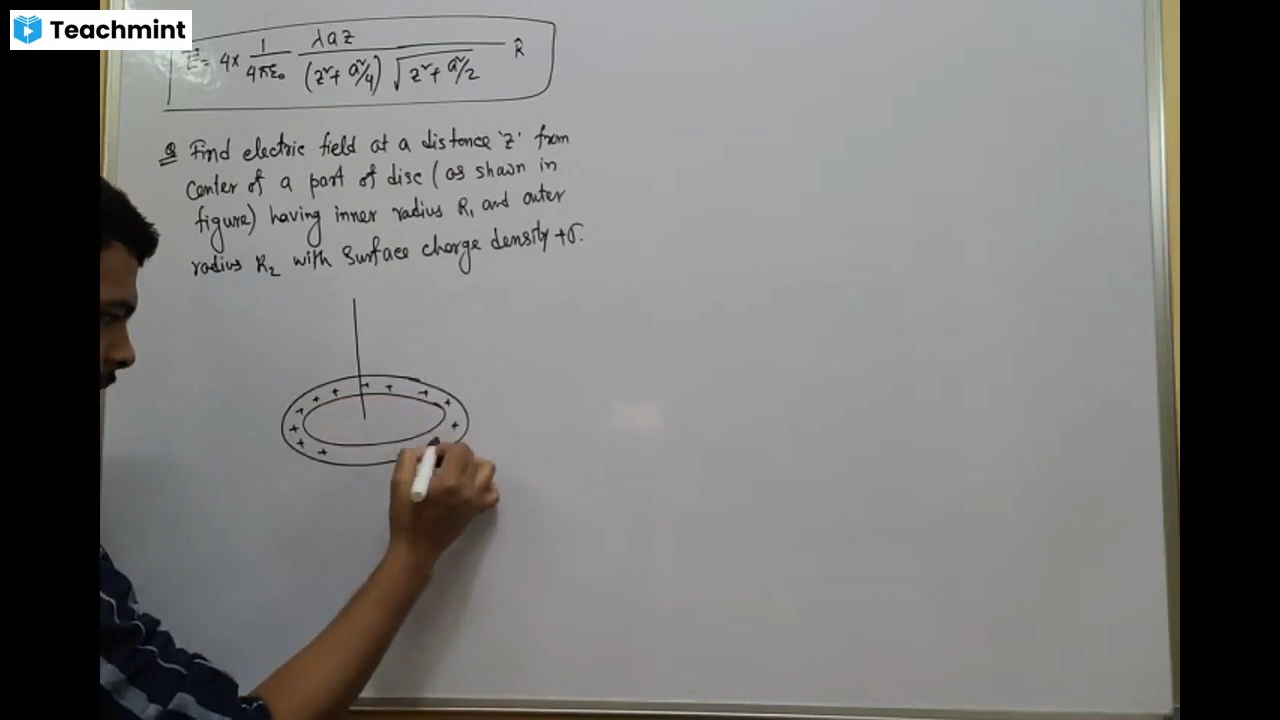 Teachmint
E = 4 x 1/4πε₀ λaz/(z²+a²/4)√z²+a²/2 k̂
Q Find electric field at a distance 'z' from
center of a part of disc (as shawn in
figure) having inner radius R₁ and outer
radius R₂ with surface charge density +σ.
+ + + + + + + + + + + +